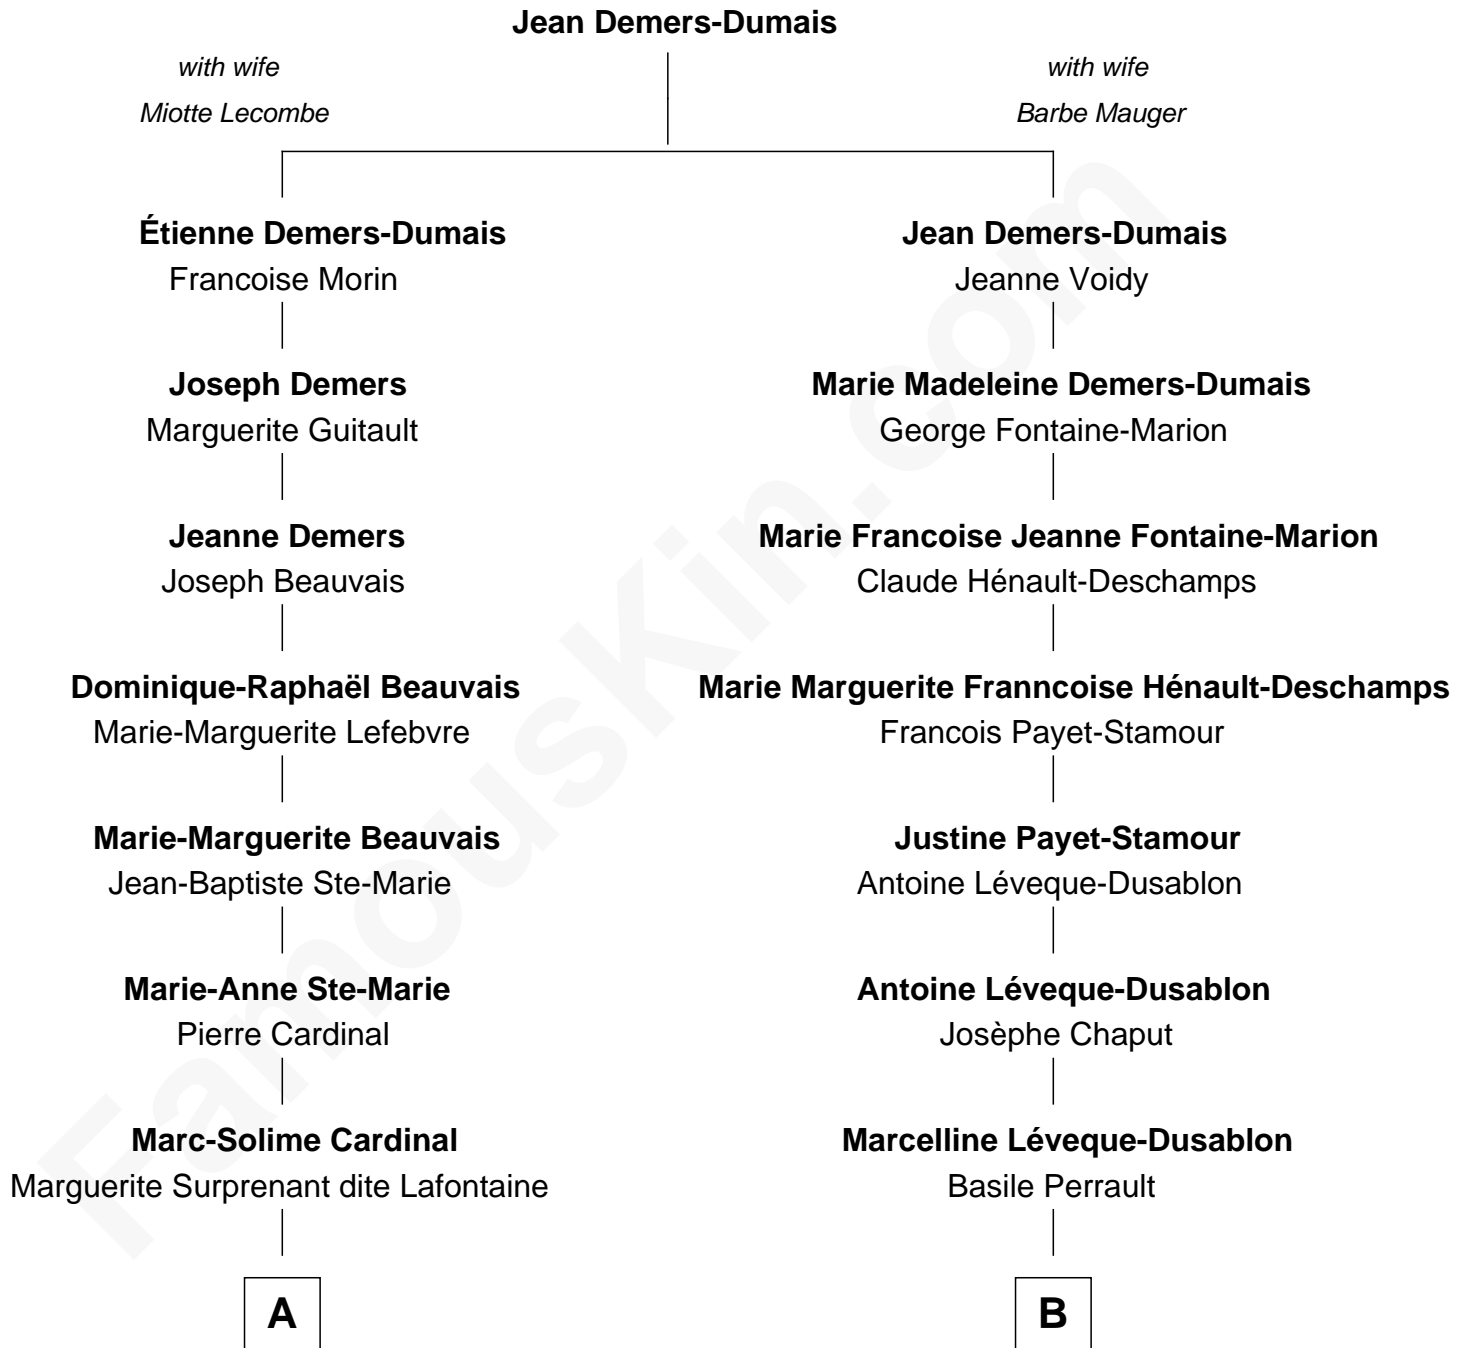 Jean Demers-Dumais
with wife
Miotte Lecombe
with wife
Barbe Mauger
Étienne Demers-Dumais
Francoise Morin
Jean Demers-Dumais
Jeanne Voidy
Joseph Demers
Marguerite Guitault
Marie Madeleine Demers-Dumais
George Fontaine-Marion
Jeanne Demers
Joseph Beauvais
Marie Francoise Jeanne Fontaine-Marion
Claude Hénault-Deschamps
Dominique-Raphaël Beauvais
Marie-Marguerite Lefebvre
Marie Marguerite Franncoise Hénault-Deschamps
Francois Payet-Stamour
Marie-Marguerite Beauvais
Jean-Baptiste Ste-Marie
Justine Payet-Stamour
Antoine Léveque-Dusablon
Marie-Anne Ste-Marie
Pierre Cardinal
Antoine Léveque-Dusablon
Josèphe Chaput
Marc-Solime Cardinal
Marguerite Surprenant dite Lafontaine
Marcelline Léveque-Dusablon
Basile Perrault
A
B
FamousKin.com